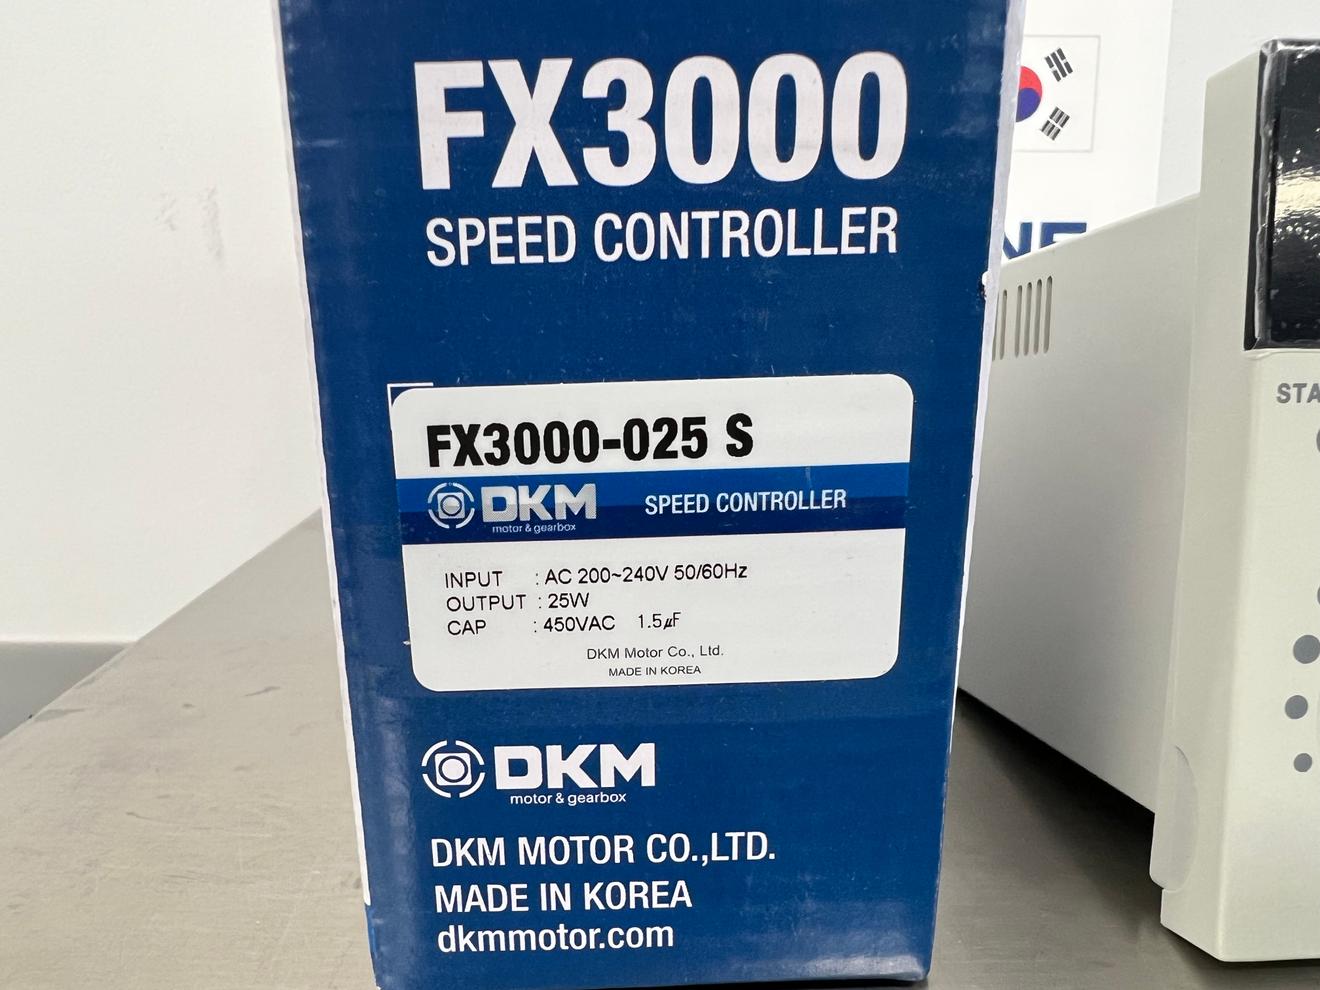 FX3000
SPEED CONTROLLER
FX3000-025 S
DKM
motor & gearbox
SPEED CONTROLLER
INPUT : AC 200~240V 50/60Hz
OUTPUT : 25W
CAP : 450VAC 1.5㎌
DKM Motor Co., Ltd.
MADE IN KOREA
DKM
motor & gearbox
DKM MOTOR CO.,LTD.
MADE IN KOREA
dkmmotor.com
NE
STA